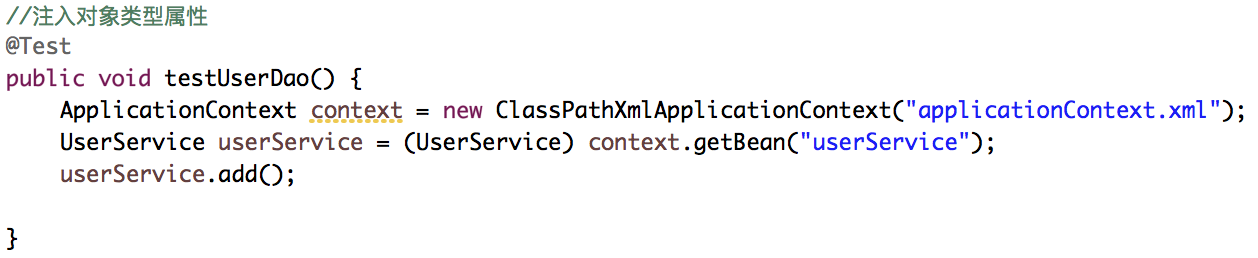 //注入对象类型属性
@Test
public void testUserDao() {
    ApplicationContext context = new ClassPathXmlApplicationContext("applicationContext.xml");
    UserService userService = (UserService) context.getBean("userService");
    userService.add();

}